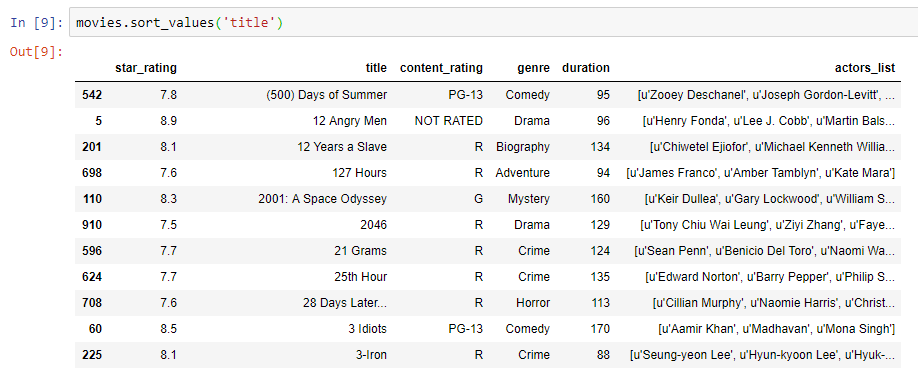 In [9]: movies.sort_values('title')
Out[9]:
star_rating title content_rating genre duration actors_list
542 7.8 (500) Days of Summer PG-13 Comedy 95 [u'Zooey Deschanel', u'Joseph Gordon-Levitt', ...
5 8.9 12 Angry Men NOT RATED Drama 96 [u'Henry Fonda', u'Lee J. Cobb', u'Martin Bals...
201 8.1 12 Years a Slave R Biography 134 [u'Chiwetel Ejiofor', u'Michael Kenneth Willia...
698 7.6 127 Hours R Adventure 94 [u'James Franco', u'Amber Tamblyn', u'Kate Mara']
110 8.3 2001: A Space Odyssey G Mystery 160 [u'Keir Dullea', u'Gary Lockwood', u'William S...
910 7.5 2046 R Drama 129 [u'Tony Chiu Wai Leung', u'Ziyi Zhang', u'Faye...
596 7.7 21 Grams R Crime 124 [u'Sean Penn', u'Benicio Del Toro', u'Naomi Wa...
624 7.7 25th Hour R Crime 135 [u'Edward Norton', u'Barry Pepper', u'Philip S...
708 7.6 28 Days Later... R Horror 113 [u'Cillian Murphy', u'Naomie Harris', u'Christ...
60 8.5 3 Idiots PG-13 Comedy 170 [u'Aamir Khan', u'Madhavan', u'Mona Singh']
225 8.1 3-Iron R Crime 88 [u'Seung-yeon Lee', u'Hyun-kyoon Lee', u'Hyuk-...